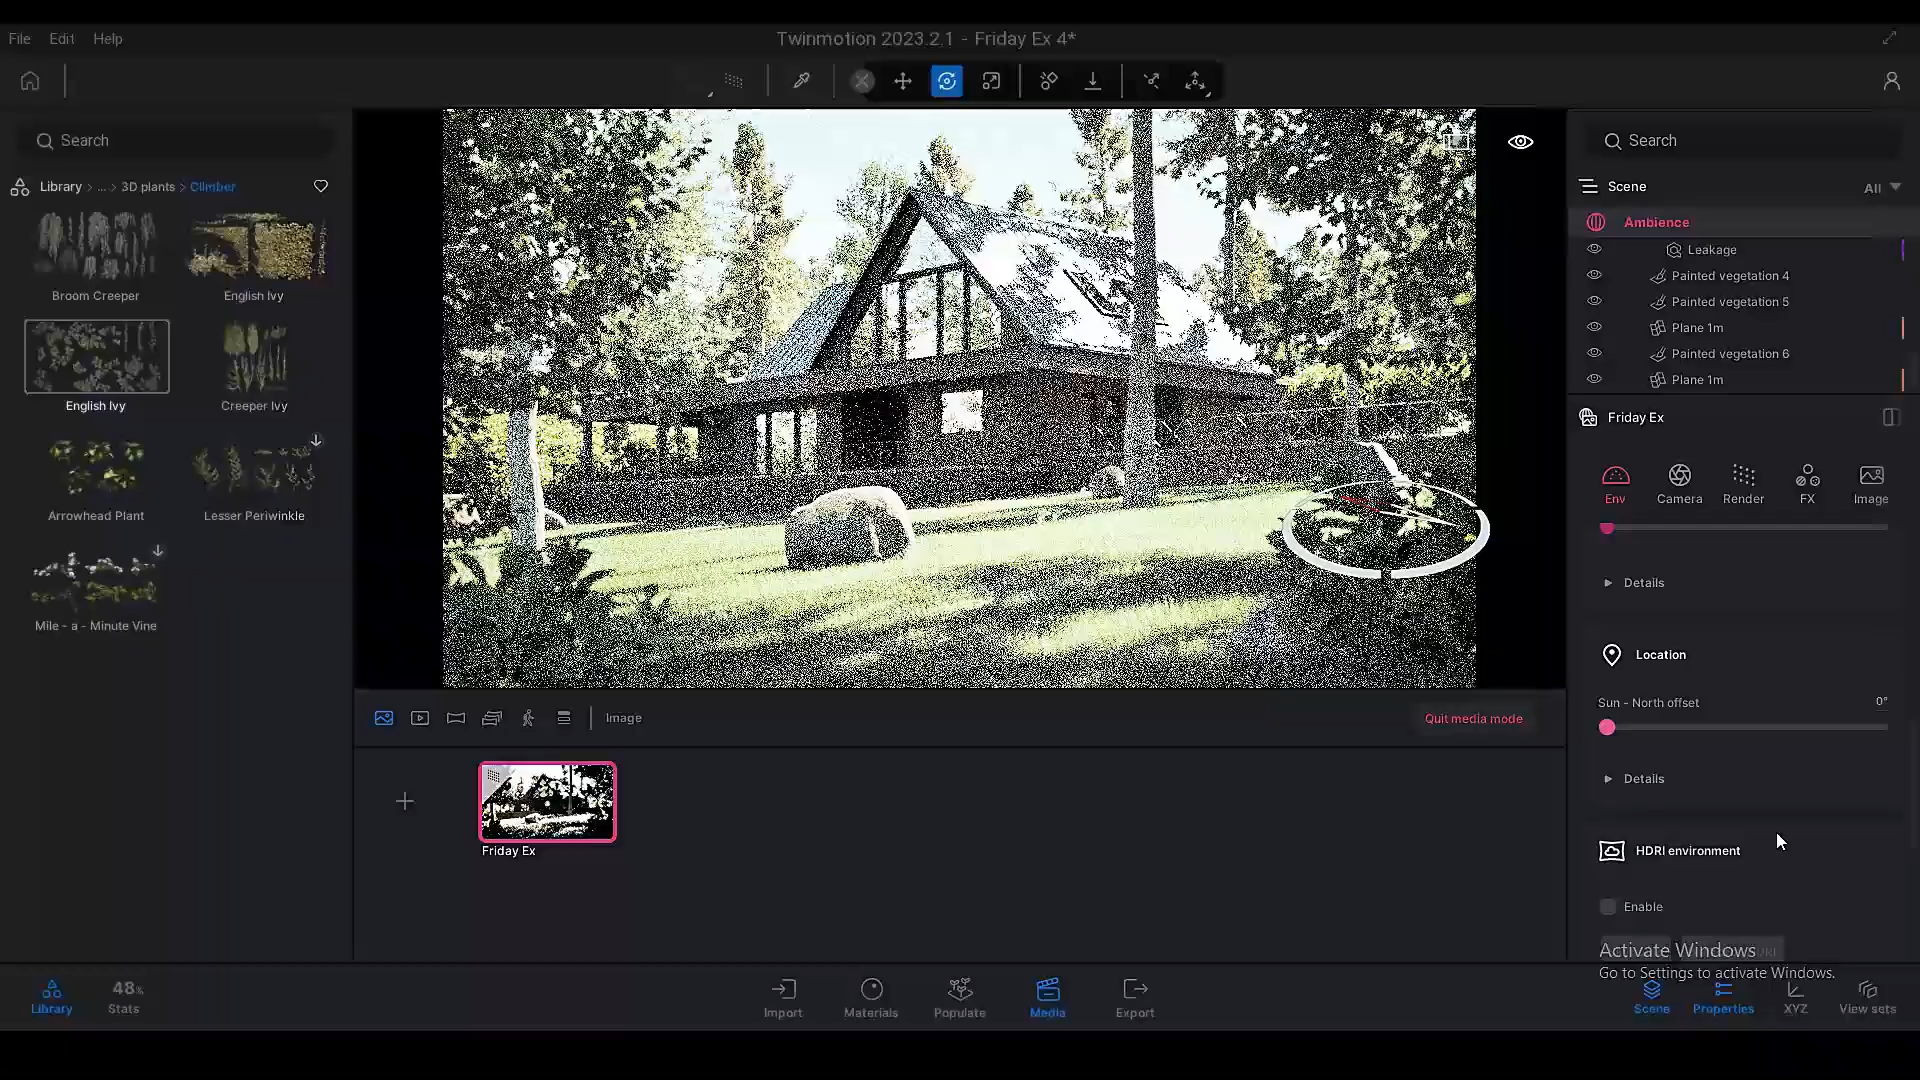 File Edit Help
Twinmotion 2023.2.1 - Friday Ex 4*
Search
Library > ... > 3D plants > Climber
Broom Creeper
English Ivy
English Ivy
Creeper Ivy
Arrowhead Plant
Lesser Periwinkle
Mile - a - Minute Vine
Image
Quit media mode
Friday Ex
Search
Scene
All
Ambience
Leakage
Painted vegetation 4
Painted vegetation 5
Plane 1m
Painted vegetation 6
Plane 1m
Friday Ex
Env Camera Render FX Image
Details
Location
Sun - North offset 0°
Details
HDRI environment
Enable
Activate Windows
Go to Settings to activate Windows.
Library
48%
Stats
Import
Materials
Populate
Media
Export
Scene
Properties
XYZ
View sets